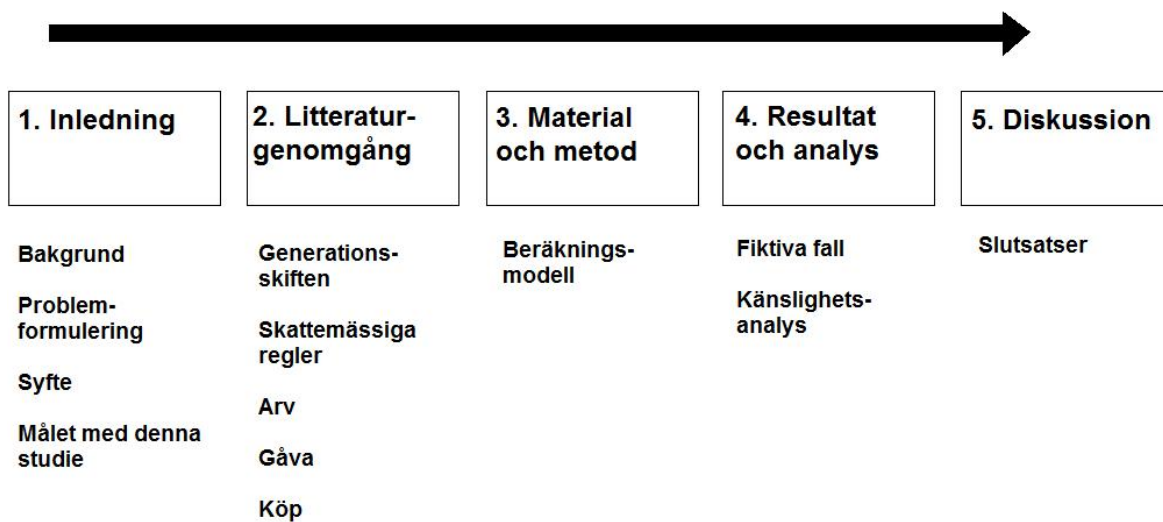 1. Inledning
Bakgrund
Problem-
formulering
Syfte
Målet med denna
studie
2. Litteratur-
genomgång
Generations-
skiften
Skattemässiga
regler
Arv
Gåva
Köp
3. Material
och metod
Beräknings-
modell
4. Resultat
och analys
Fiktiva fall
Känslighets-
analys
5. Diskussion
Slutsatser